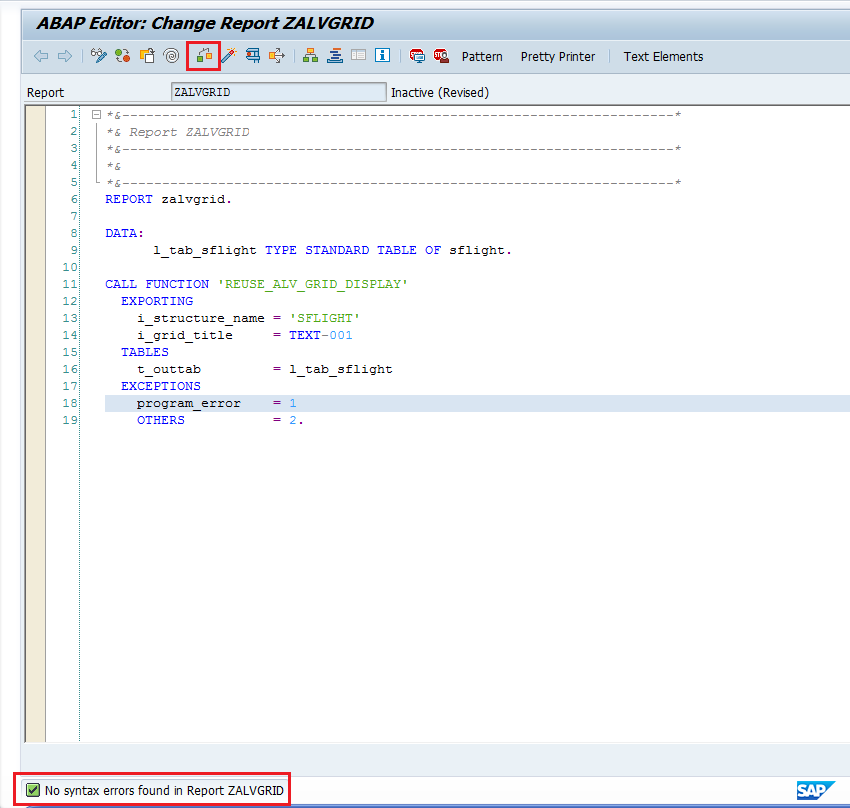 ABAP Editor: Change Report ZALVGRID
Pattern Pretty Printer Text Elements
Report ZALVGRID Inactive (Revised)
1 *&---------------------------------------------------------------------*
2 *& Report ZALVGRID
3 *&---------------------------------------------------------------------*
4 *&
5 *&---------------------------------------------------------------------*
6 REPORT zalvgrid.
7
8 DATA:
9 l_tab_sflight TYPE STANDARD TABLE OF sflight.
10
11 CALL FUNCTION 'REUSE_ALV_GRID_DISPLAY'
12 EXPORTING
13 i_structure_name = 'SFLIGHT'
14 i_grid_title = TEXT-001
15 TABLES
16 t_outtab = l_tab_sflight
17 EXCEPTIONS
18 program_error = 1
19 OTHERS = 2.
No syntax errors found in Report ZALVGRID
SAP